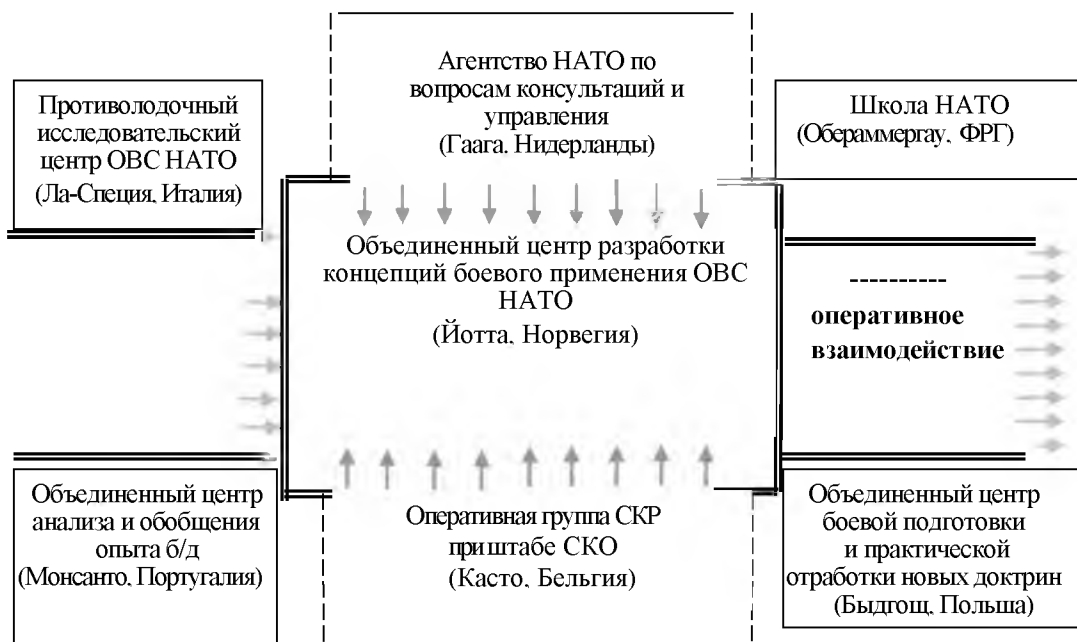 Противолодочный
исследовательский
центр ОВС НАТО
(Ла-Специя, Италия)
Агентство НАТО по
вопросам консультаций и
управления
(Гаага, Нидерланды)
Школа НАТО
(Обераммергау, ФРГ)
Объединенный центр разработки
концепций боевого применения ОВС
НАТО
(Йотта, Норвегия)
----------
оперативное
взаимодействие
Объединенный центр
анализа и обобщения
опыта б/д
(Монсанто, Португалия)
Оперативная группа СКР
при штабе СКО
(Касто, Бельгия)
Объединенный центр
боевой подготовки
и практической
отработки новых доктрин
(Быдгощ, Польша)